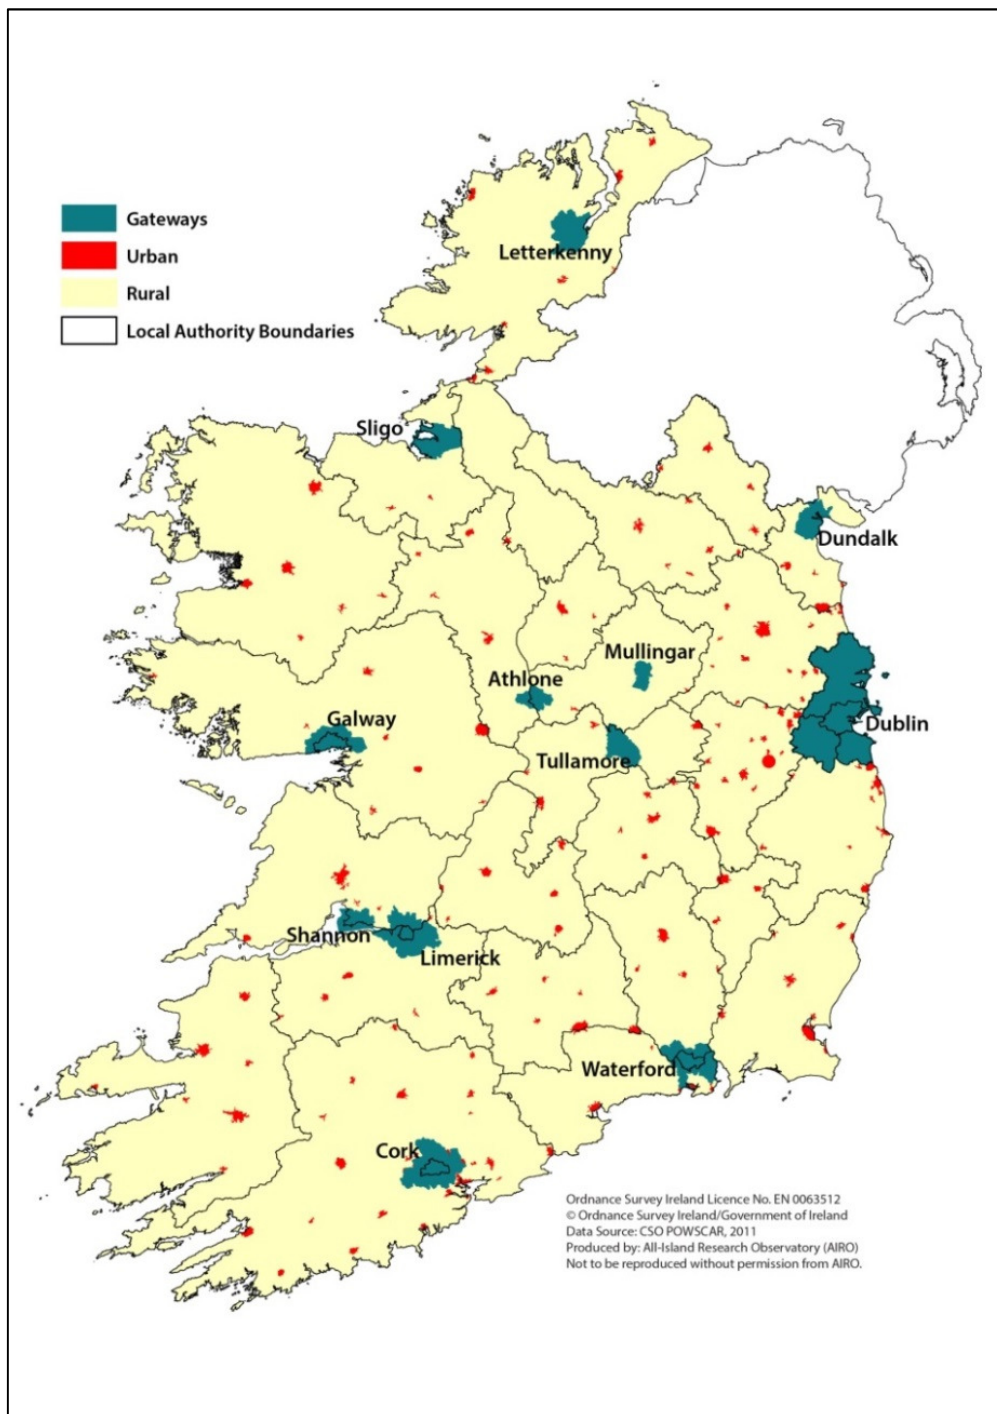 Gateways
Urban
Rural
Local Authority Boundaries
Letterkenny
Sligo
Dundalk
Mullingar
Athlone
Galway
Dublin
Tullamore
Shannon
Limerick
Waterford
Cork
Ordnance Survey Ireland Licence No. EN 0063512
© Ordnance Survey Ireland/Government of Ireland
Data Source: CSO POWSCAR, 2011
Produced by: All-Island Research Observatory (AIRO)
Not to be reproduced without permission from AIRO.